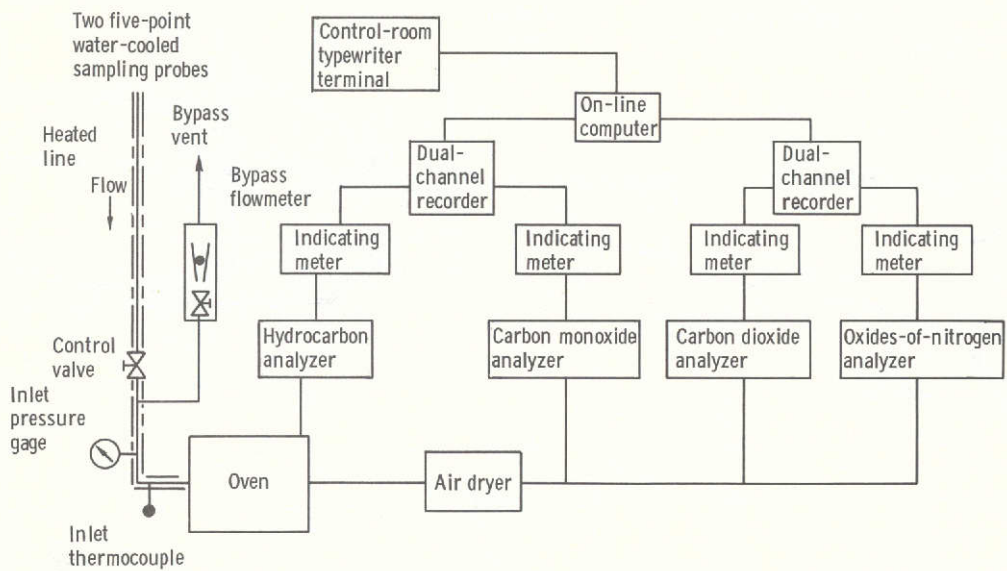 Two five-point
water-cooled
sampling probes
Control-room
typewriter
terminal
On-line
computer
Heated
line
Bypass
vent
Flow
Bypass
flowmeter
Dual-
channel
recorder
Dual-
channel
recorder
Indicating
meter
Indicating
meter
Indicating
meter
Indicating
meter
Hydrocarbon
analyzer
Carbon monoxide
analyzer
Carbon dioxide
analyzer
Oxides-of-nitrogen
analyzer
Control
valve
Inlet
pressure
gage
Oven
Air dryer
Inlet
thermocouple